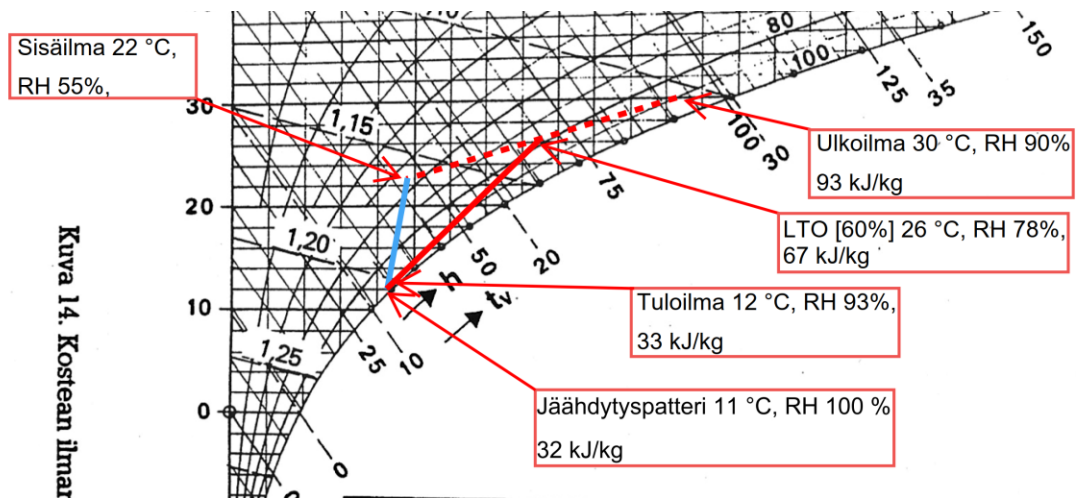 Sisäilma 22 °C,
RH 55%,
30
20
10
0
1,15
1,20
1,25
80
100
150
125
35
100
30
75
20
50
10
25
h
tv
0
0
Ulkoilma 30 °C, RH 90%
93 kJ/kg
LTO [60%] 26 °C, RH 78%,
67 kJ/kg
Tuloilma 12 °C, RH 93%,
33 kJ/kg
Jäähdytyspatteri 11 °C, RH 100 %
32 kJ/kg
Kuva 14. Kostean